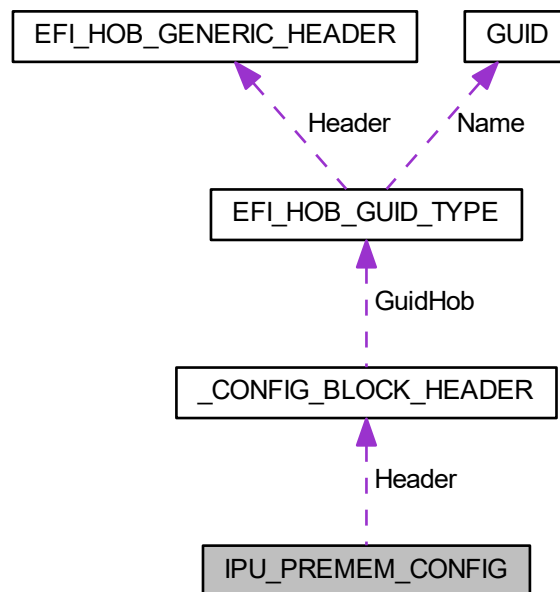 EFI_HOB_GENERIC_HEADER
GUID
Header
Name
EFI_HOB_GUID_TYPE
GuidHob
_CONFIG_BLOCK_HEADER
Header
IPU_PREMEM_CONFIG